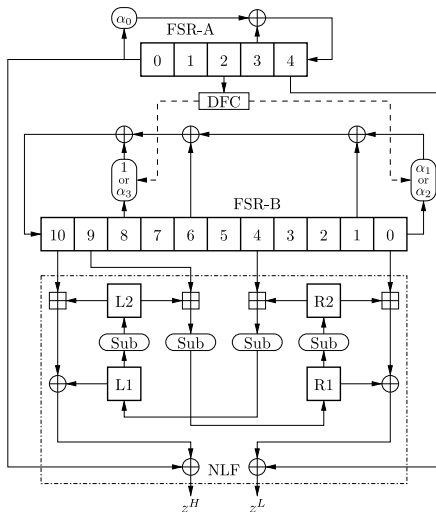 α₀
FSR-A
0 1 2 3 4
DFC
1 or α₃
α₁ or α₂
FSR-B
10 9 8 7 6 5 4 3 2 1 0
L2 R2
Sub Sub Sub Sub
L1 R1
NLF
z^H z^L